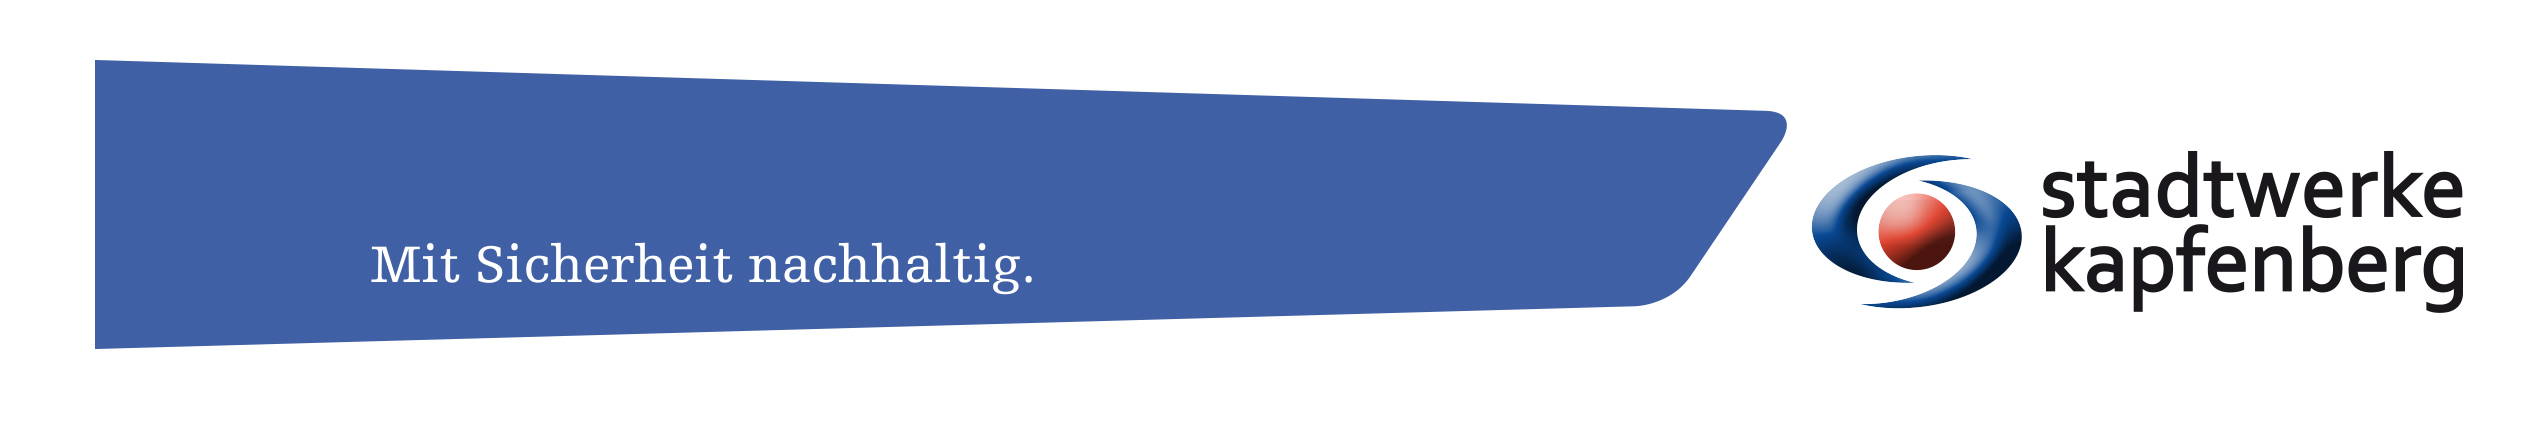 Mit Sicherheit nachhaltig.
stadtwerke
kapfenberg